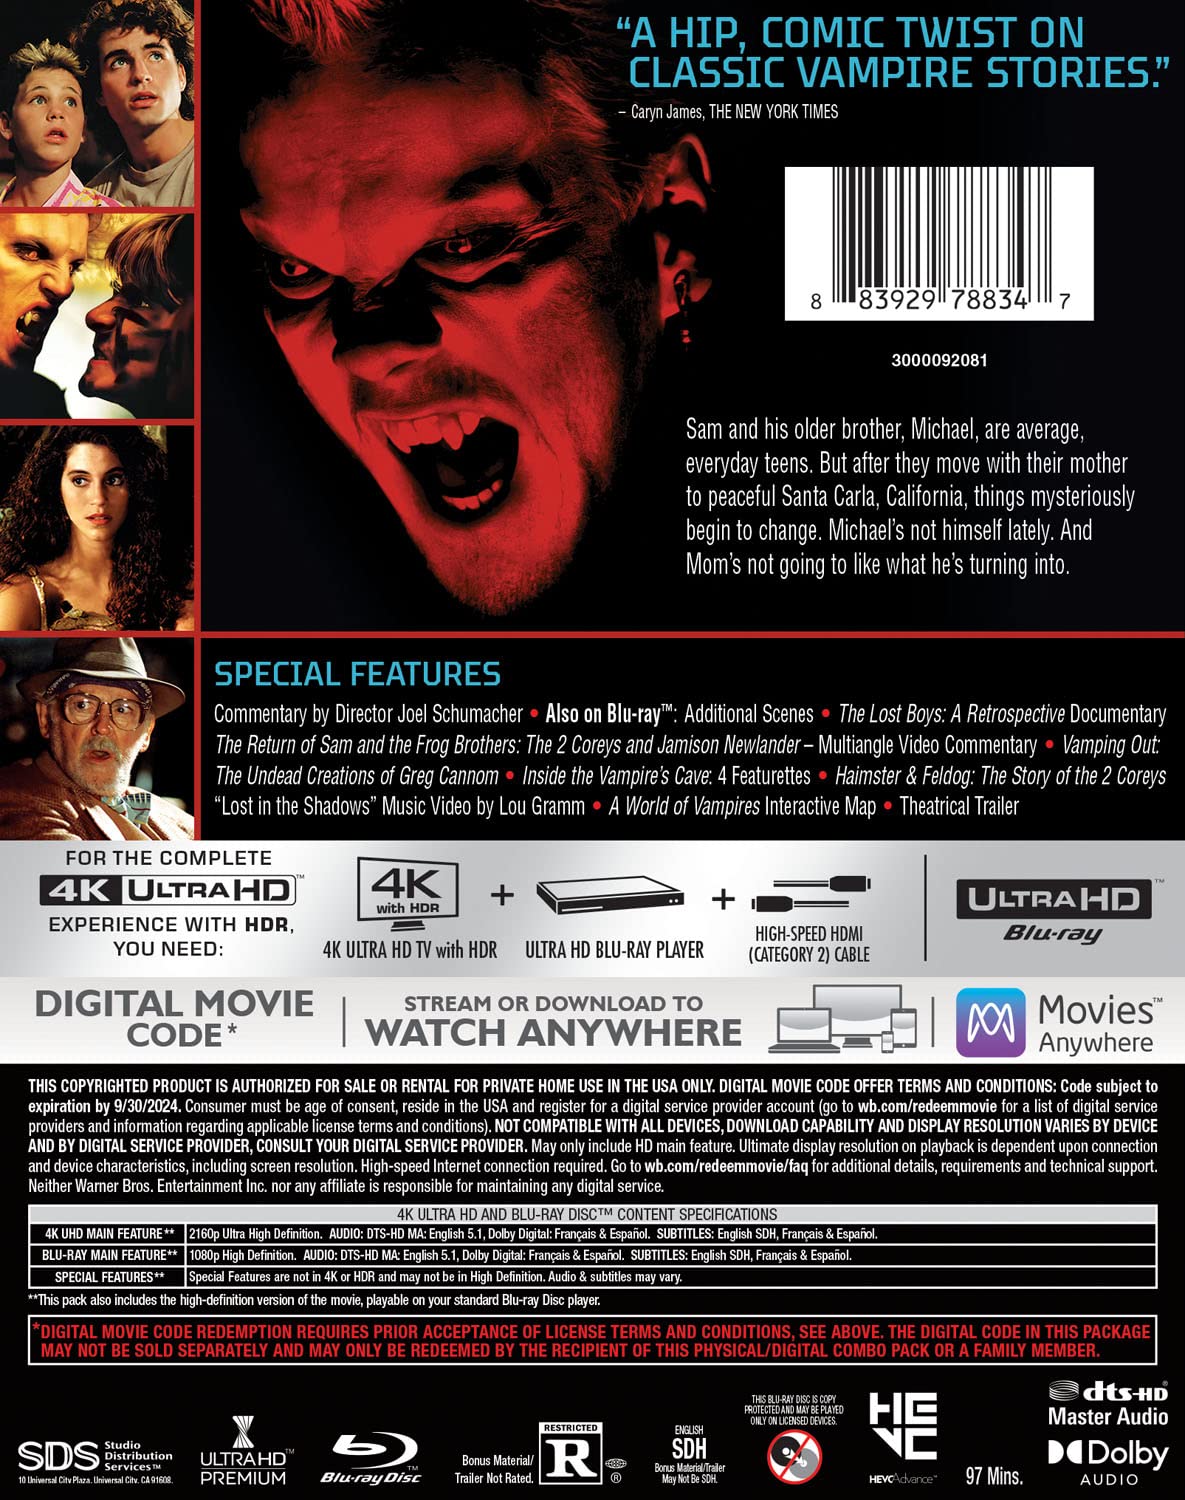 “A HIP, COMIC TWIST ON
CLASSIC VAMPIRE STORIES.”
– Caryn James, THE NEW YORK TIMES
8 83929 78834 7
3000092081
Sam and his older brother, Michael, are average,
everyday teens. But after they move with their mother
to peaceful Santa Carla, California, things mysteriously
begin to change. Michael’s not himself lately. And
Mom’s not going to like what he’s turning into.
SPECIAL FEATURES
Commentary by Director Joel Schumacher • Also on Blu-ray™: Additional Scenes • The Lost Boys: A Retrospective Documentary
The Return of Sam and the Frog Brothers: The 2 Coreys and Jamison Newlander – Multiangle Video Commentary • Vamping Out:
The Undead Creations of Greg Cannom • Inside the Vampire’s Cave: 4 Featurettes • Haimster & Feldog: The Story of the 2 Coreys
“Lost in the Shadows” Music Video by Lou Gramm • A World of Vampires Interactive Map • Theatrical Trailer
FOR THE COMPLETE
4K ULTRA HD™
EXPERIENCE WITH HDR,
YOU NEED:
4K
with HDR
4K ULTRA HD TV with HDR
+
ULTRA HD BLU-RAY PLAYER
+
HIGH-SPEED HDMI
(CATEGORY 2) CABLE
ULTRA HD™
Blu-ray
DIGITAL MOVIE
CODE*
STREAM OR DOWNLOAD TO
WATCH ANYWHERE
Movies™
Anywhere
THIS COPYRIGHTED PRODUCT IS AUTHORIZED FOR SALE OR RENTAL FOR PRIVATE HOME USE IN THE USA ONLY. DIGITAL MOVIE CODE OFFER TERMS AND CONDITIONS: Code subject to
expiration by 9/30/2024. Consumer must be age of consent, reside in the USA and register for a digital service provider account (go to wb.com/redeemmovie for a list of digital service
providers and information regarding applicable license terms and conditions). NOT COMPATIBLE WITH ALL DEVICES, DOWNLOAD CAPABILITY AND DISPLAY RESOLUTION VARIES BY DEVICE
AND BY DIGITAL SERVICE PROVIDER, CONSULT YOUR DIGITAL SERVICE PROVIDER. May only include HD main feature. Ultimate display resolution on playback is dependent upon connection
and device characteristics, including screen resolution. High-speed Internet connection required. Go to wb.com/redeemmovie/faq for additional details, requirements and technical support.
Neither Warner Bros. Entertainment Inc. nor any affiliate is responsible for maintaining any digital service.
4K ULTRA HD AND BLU-RAY DISC™ CONTENT SPECIFICATIONS
4K UHD MAIN FEATURE** 2160p Ultra High Definition. AUDIO: DTS-HD MA: English 5.1, Dolby Digital: Français & Español. SUBTITLES: English SDH, Français & Español.
BLU-RAY MAIN FEATURE** 1080p High Definition. AUDIO: DTS-HD MA: English 5.1, Dolby Digital: Français & Español. SUBTITLES: English SDH, Français & Español.
SPECIAL FEATURES** Special Features are not in 4K or HDR and may not be in High Definition. Audio & subtitles may vary.
**This pack also includes the high-definition version of the movie, playable on your standard Blu-ray Disc player.
*DIGITAL MOVIE CODE REDEMPTION REQUIRES PRIOR ACCEPTANCE OF LICENSE TERMS AND CONDITIONS, SEE ABOVE. THE DIGITAL CODE IN THIS PACKAGE
MAY NOT BE SOLD SEPARATELY AND MAY ONLY BE REDEEMED BY THE RECIPIENT OF THIS PHYSICAL/DIGITAL COMBO PACK OR A FAMILY MEMBER.
SDS Studio
Distribution
Services™
10 Universal City Plaza. Universal City. CA 91608.
ULTRA HD™
PREMIUM
Blu-ray Disc™
Bonus Material/
Trailer Not Rated.
RESTRICTED
R
®
ENGLISH
SDH
Bonus Material/Trailer
May Not Be SDH.
THIS BLU-RAY DISC IS COPY
PROTECTED AND MAY BE PLAYED
ONLY ON LICENSED DEVICES.
HEVC
HEVCAdvance™
97 Mins.
dts-HD®
Master Audio
Dolby
AUDIO